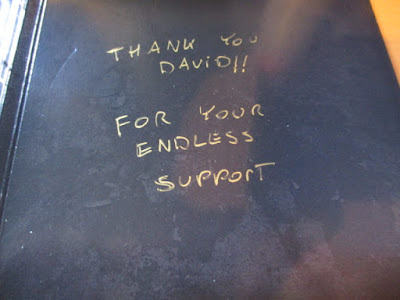 THANK YOU
DAViD!!
FOR YOUR
ENDLESS
SUPPORT